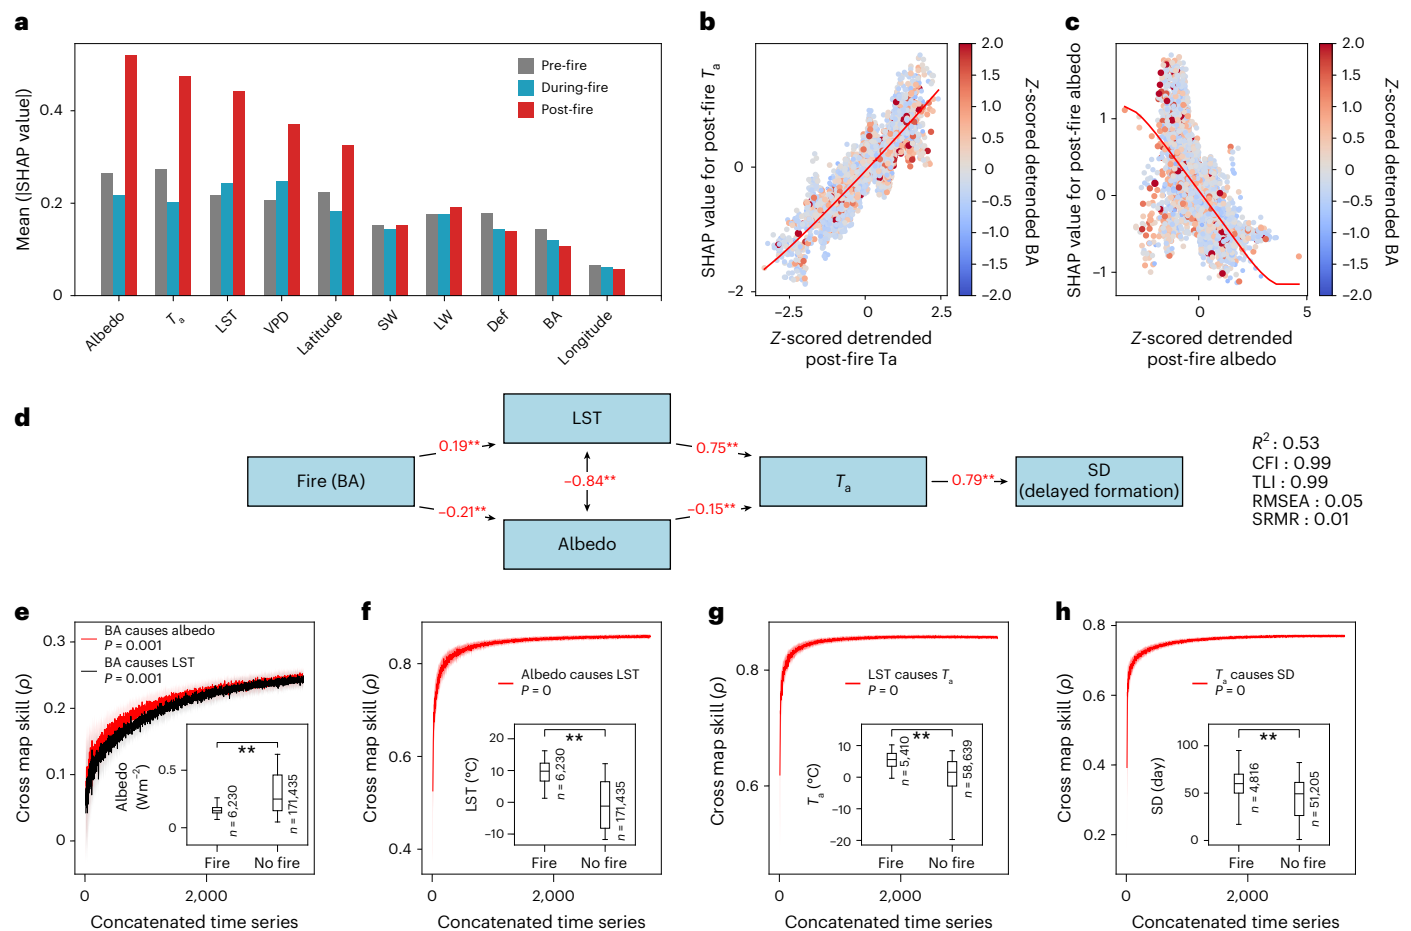 a
Mean (|SHAP value|)
0.4
0.2
0
Pre-fire
During-fire
Post-fire
Albedo
Ta
LST
VPD
Latitude
SW
LW
Def
BA
Longitude
b
SHAP value for post-fire Ta
0
−2
−2.5
0
2.5
Z-scored detrended
post-fire Ta
2.0
1.5
1.0
0.5
0
−0.5
−1.0
−1.5
−2.0
Z-scored detrended BA
c
SHAP value for post-fire albedo
1
0
−1
0
5
Z-scored detrended
post-fire albedo
2.0
1.5
1.0
0.5
0
−0.5
−1.0
−1.5
−2.0
Z-scored detrended BA
d
Fire (BA)
0.19**
−0.21**
LST
−0.84**
Albedo
0.75**
−0.15**
Ta
0.79**
SD
(delayed formation)
R2 : 0.53
CFI : 0.99
TLI : 0.99
RMSEA : 0.05
SRMR : 0.01
e
Cross map skill (ρ)
0.3
0.2
0.1
0
BA causes albedo
P = 0.001
BA causes LST
P = 0.001
Albedo
(Wm−2)
0.5
0
**
n = 6,230
n = 171,435
Fire
No fire
0
2,000
Concatenated time series
f
Cross map skill (ρ)
0.8
0.6
0.4
Albedo causes LST
P = 0
LST (°C)
20
10
0
−10
**
n = 6,230
n = 171,435
Fire
No fire
0
2,000
Concatenated time series
g
Cross map skill (ρ)
0.8
0.6
LST causes Ta
P = 0
Ta (°C)
10
0
−10
−20
**
n = 5,410
n = 58,639
Fire
No fire
0
2,000
Concatenated time series
h
Cross map skill (ρ)
0.8
0.6
0.4
0.2
Ta causes SD
P = 0
SD (day)
100
50
0
**
n = 4,816
n = 51,205
Fire
No fire
0
2,000
Concatenated time series